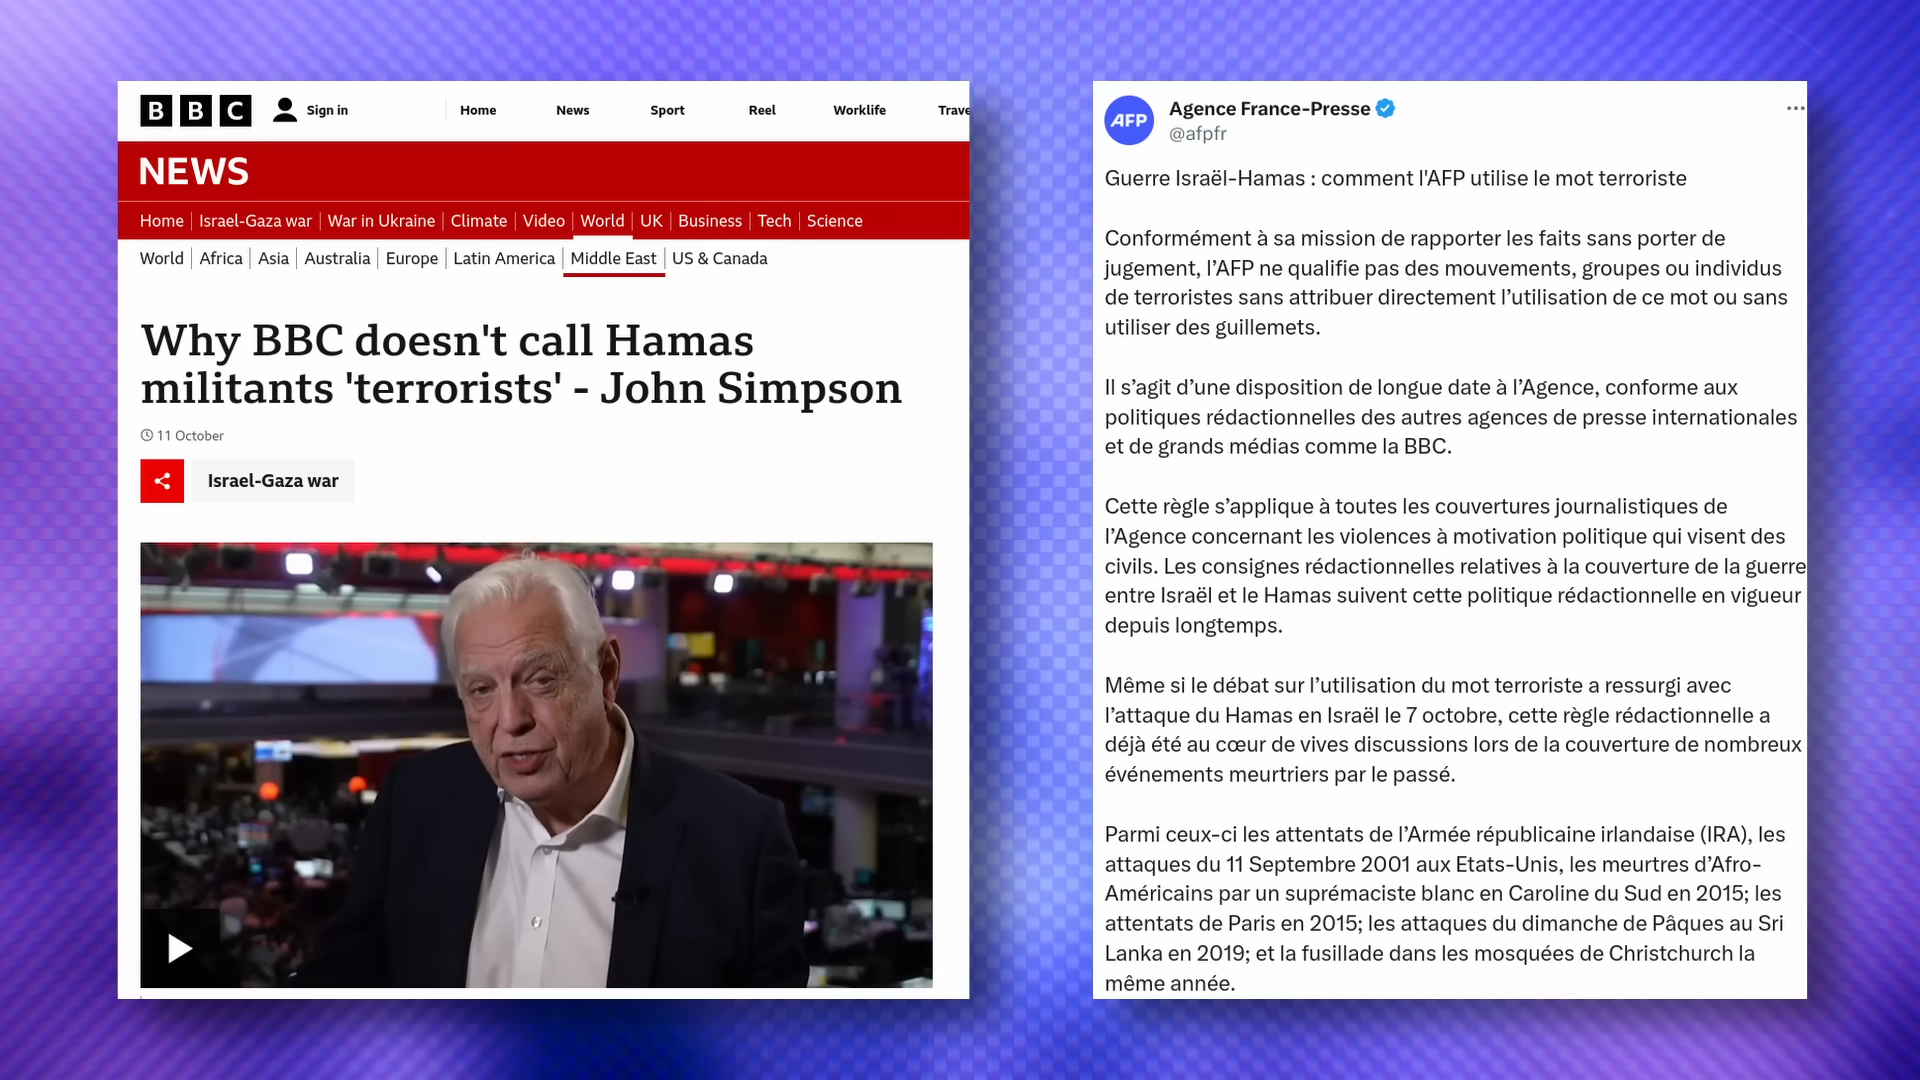 BBC
Sign in
Home
News
Sport
Reel
Worklife
Trave
NEWS
Home
Israel-Gaza war
War in Ukraine
Climate
Video
World
UK
Business
Tech
Science
World
Africa
Asia
Australia
Europe
Latin America
Middle East
US & Canada
Why BBC doesn't call Hamas
militants 'terrorists' - John Simpson
11 October
Israel-Gaza war
AFP
Agence France-Presse
@afpfr
Guerre Israël-Hamas : comment l'AFP utilise le mot terroriste
Conformément à sa mission de rapporter les faits sans porter de
jugement, l’AFP ne qualifie pas des mouvements, groupes ou individus
de terroristes sans attribuer directement l’utilisation de ce mot ou sans
utiliser des guillemets.
Il s’agit d’une disposition de longue date à l’Agence, conforme aux
politiques rédactionnelles des autres agences de presse internationales
et de grands médias comme la BBC.
Cette règle s’applique à toutes les couvertures journalistiques de
l’Agence concernant les violences à motivation politique qui visent des
civils. Les consignes rédactionnelles relatives à la couverture de la guerre
entre Israël et le Hamas suivent cette politique rédactionnelle en vigueur
depuis longtemps.
Même si le débat sur l’utilisation du mot terroriste a ressurgi avec
l’attaque du Hamas en Israël le 7 octobre, cette règle rédactionnelle a
déjà été au cœur de vives discussions lors de la couverture de nombreux
événements meurtriers par le passé.
Parmi ceux-ci les attentats de l’Armée républicaine irlandaise (IRA), les
attaques du 11 Septembre 2001 aux Etats-Unis, les meurtres d’Afro-
Américains par un suprémaciste blanc en Caroline du Sud en 2015; les
attentats de Paris en 2015; les attaques du dimanche de Pâques au Sri
Lanka en 2019; et la fusillade dans les mosquées de Christchurch la
même année.